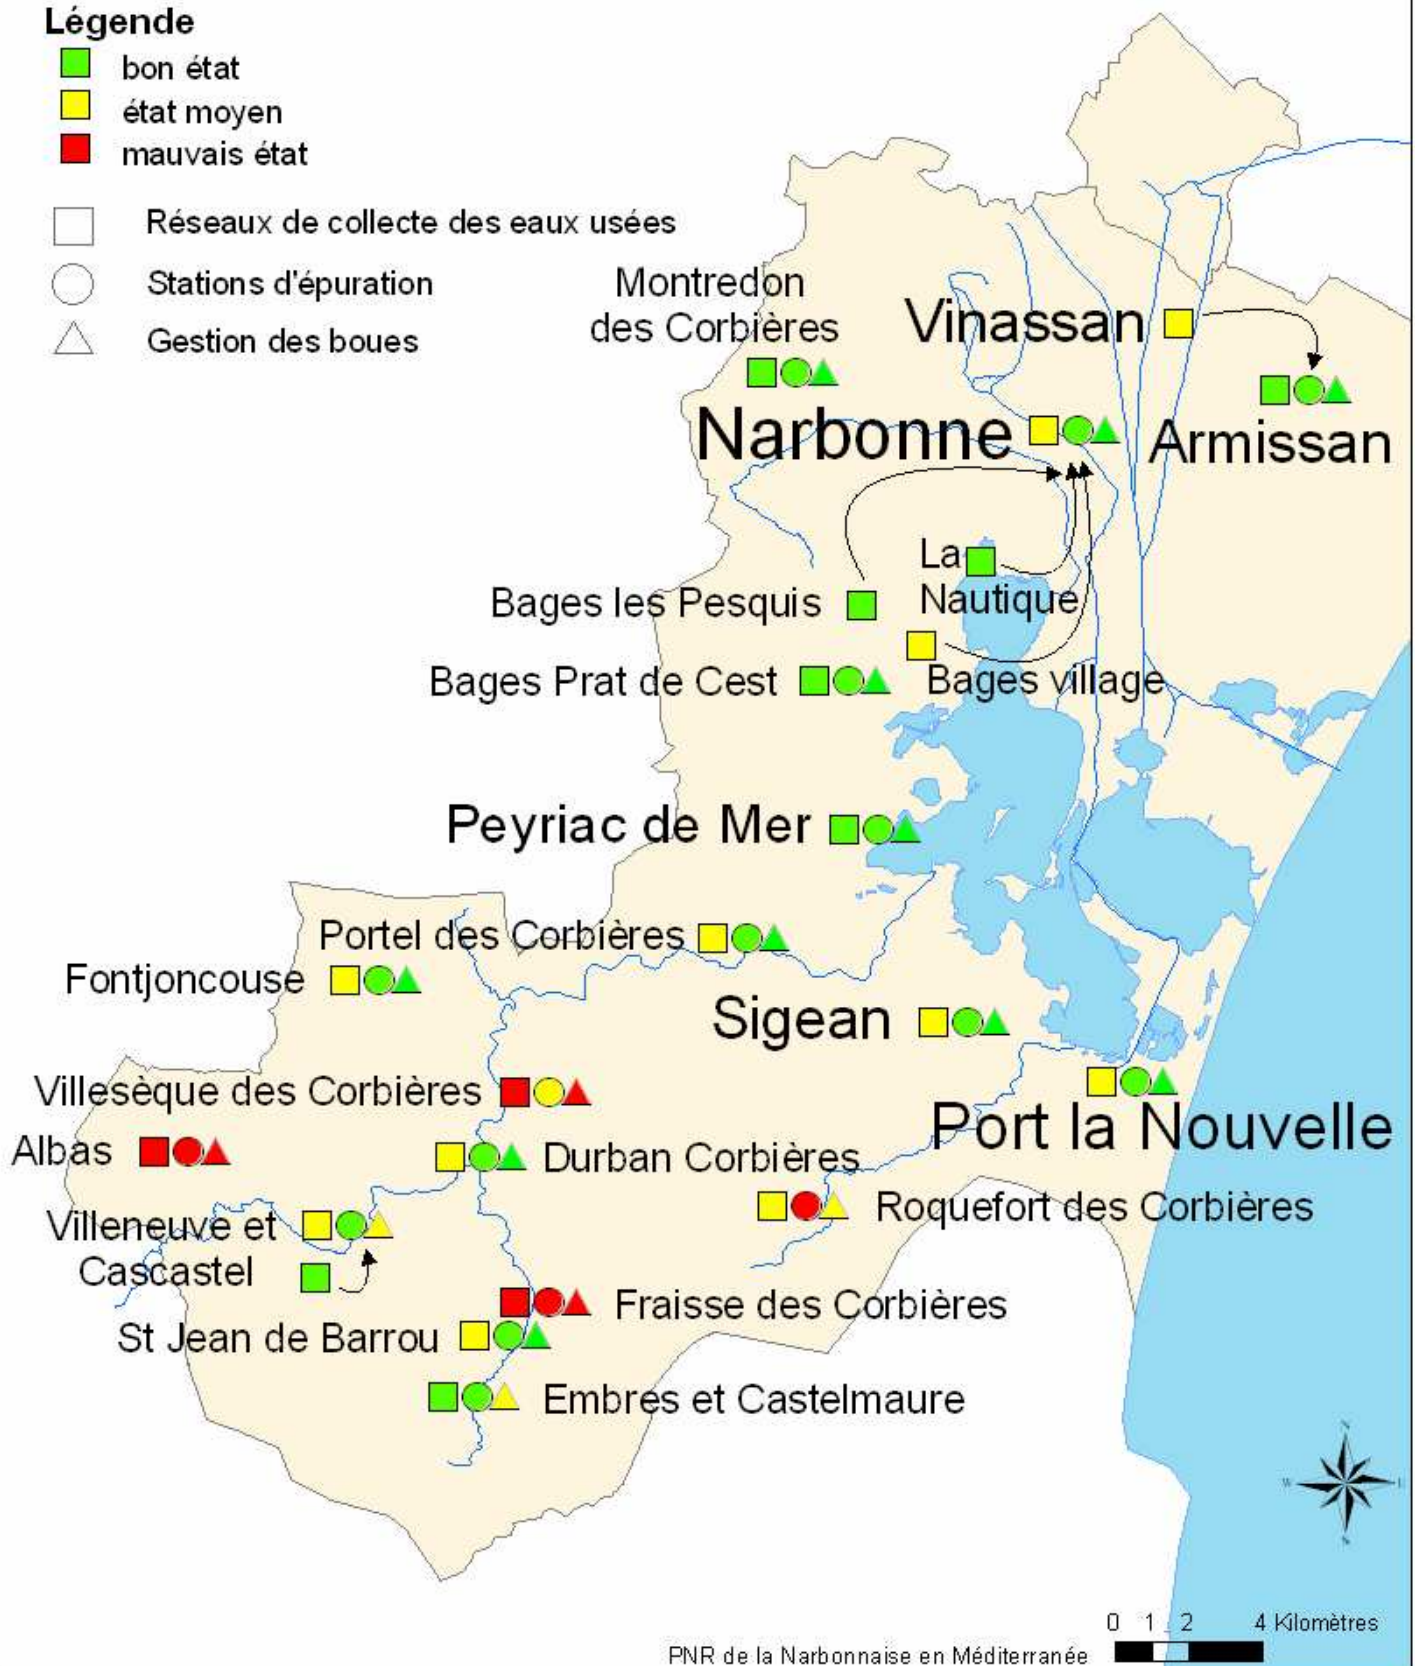 Légende
bon état
état moyen
mauvais état
Réseaux de collecte des eaux usées
Stations d'épuration
Gestion des boues
Montredon
des Corbières
Vinassan
Narbonne
Armissan
La
Nautique
Bages les Pesquis
Bages Prat de Cest
Bages village
Peyriac de Mer
Portel des Corbières
Fontjoncouse
Sigean
Villesèque des Corbières
Port la Nouvelle
Albas
Durban Corbières
Roquefort des Corbières
Villeneuve et
Cascastel
Fraisse des Corbières
St Jean de Barrou
Embres et Castelmaure
N
W E
0 1 2 4 Kilomètres
PNR de la Narbonnaise en Méditerranée